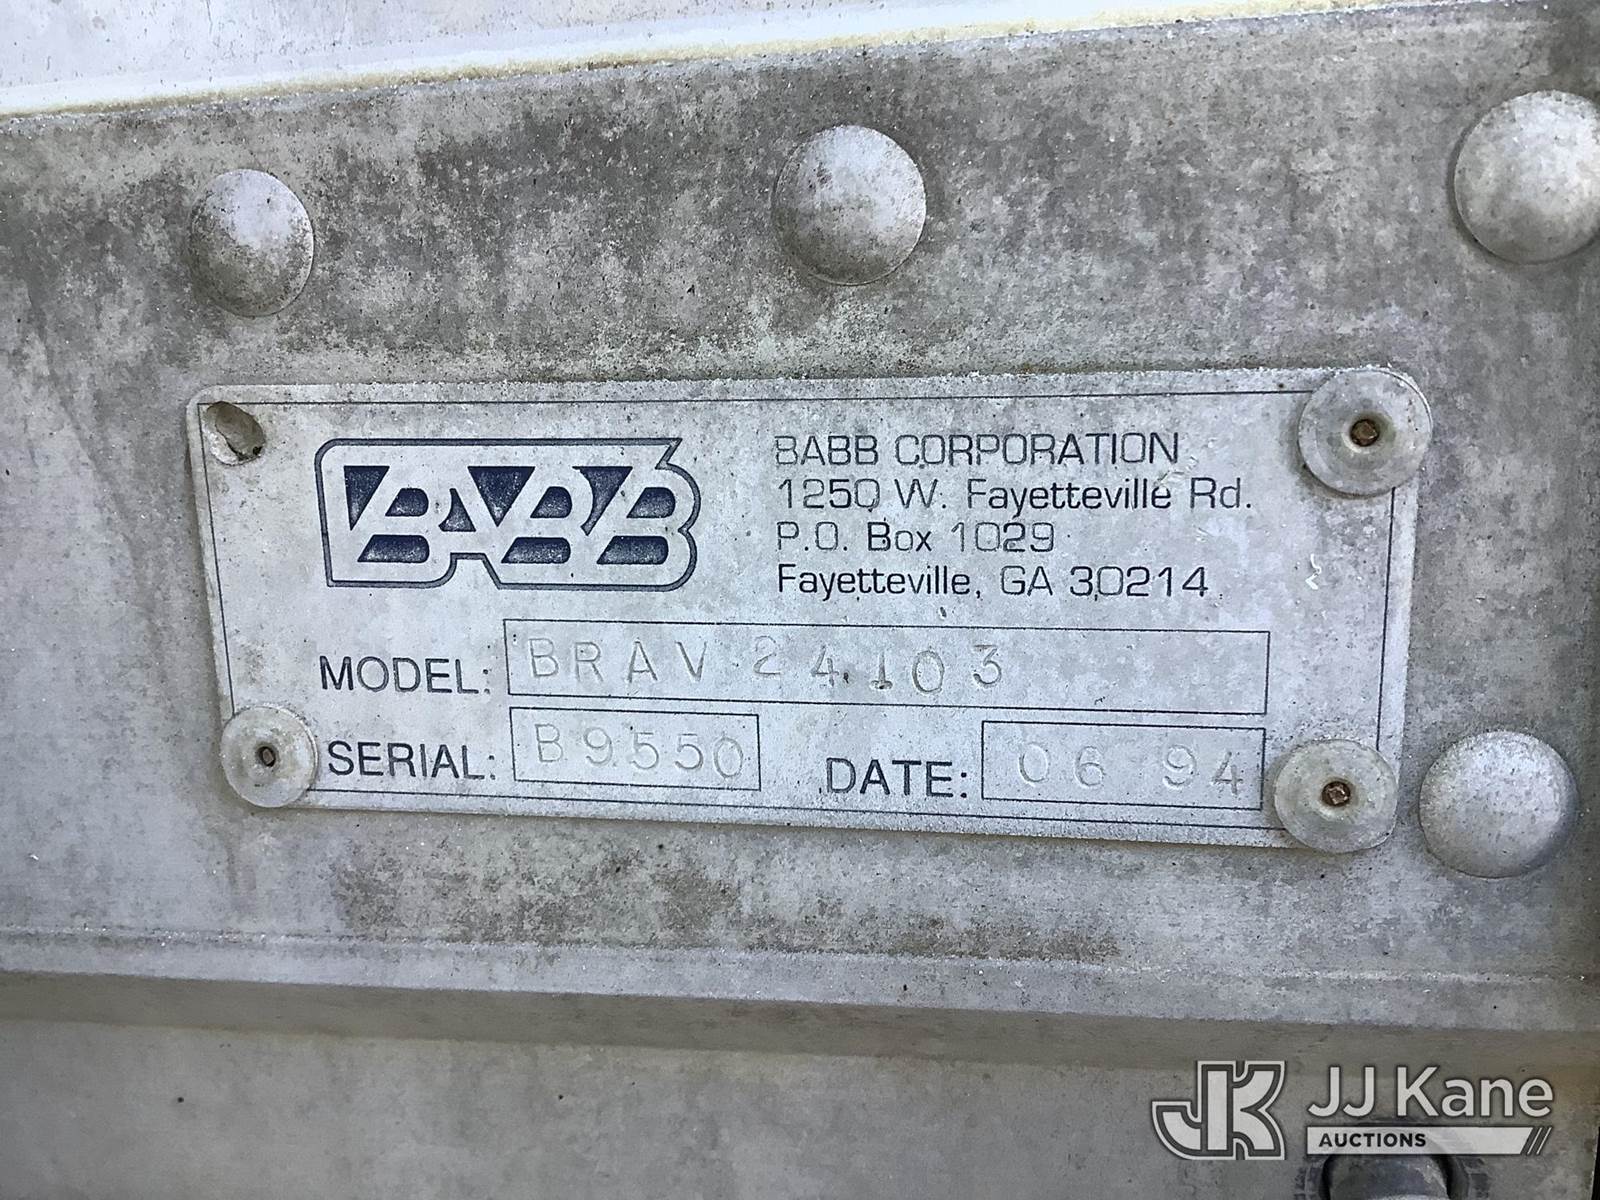 BABB
BABB CORPORATION
1250 W. Fayetteville Rd.
P.O. Box 1029
Fayetteville, GA 30214
MODEL: BRAV 24103
SERIAL: B9550
DATE: 06 94
JK
JJ Kane
AUCTIONS